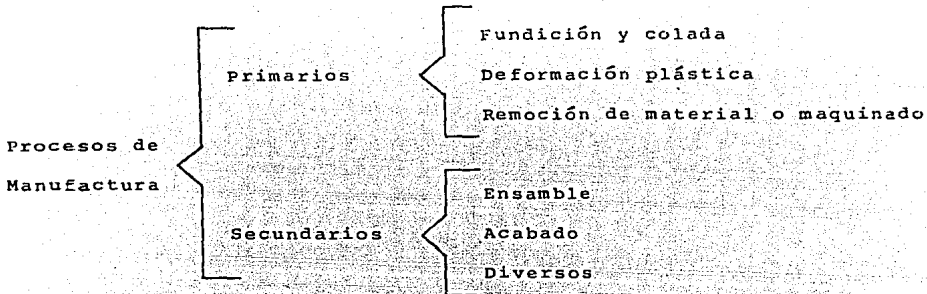 Procesos de
Manufactura
Primarios
Fundición y colada
Deformación plástica
Remoción de material o maquinado
Secundarios
Ensamble
Acabado
Diversos